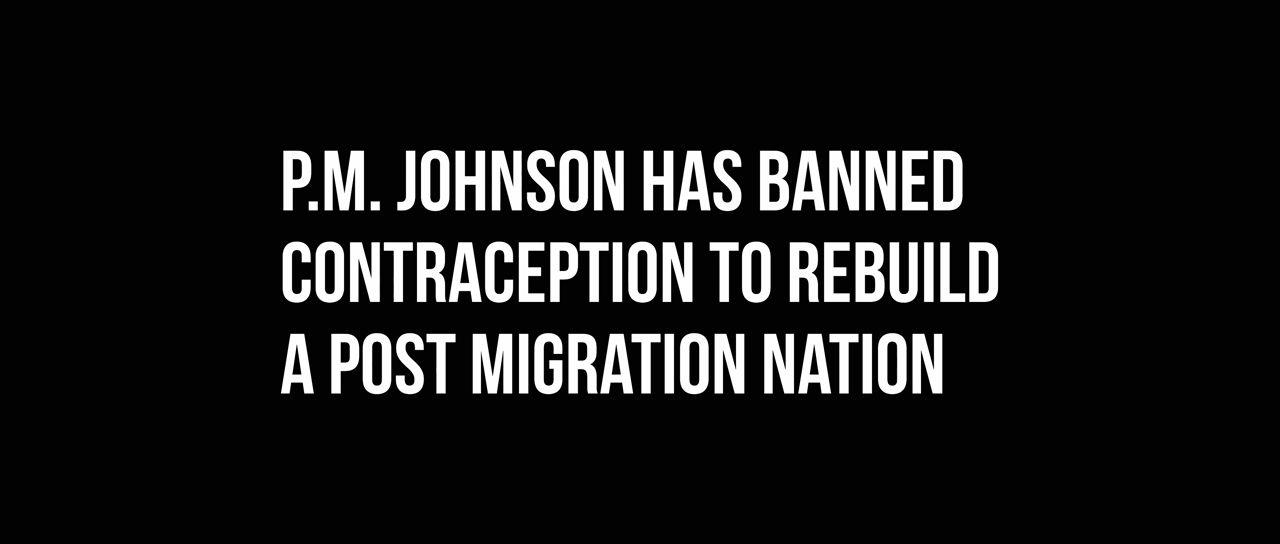 P.M. JOHNSON HAS BANNED
CONTRACEPTION TO REBUILD
A POST MIGRATION NATION